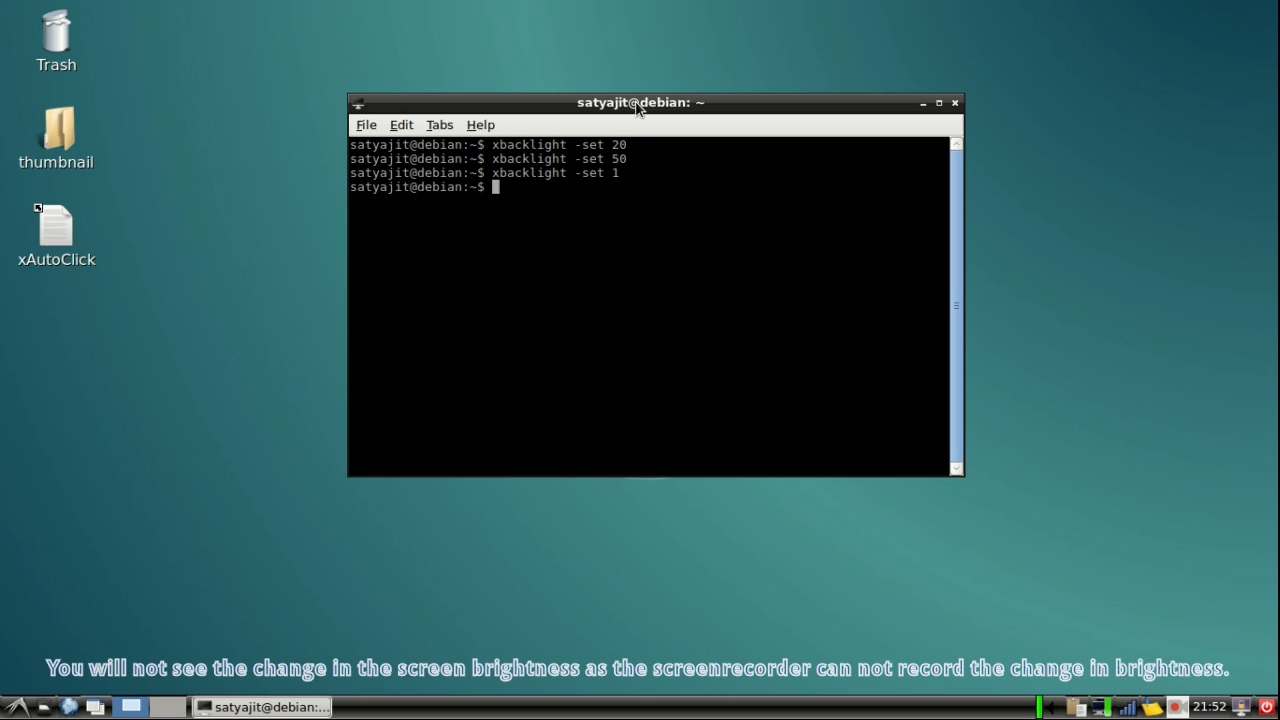 Trash
thumbnail
xAutoClick
satyajit@debian: ~
File Edit Tabs Help
satyajit@debian:~$ xbacklight -set 20
satyajit@debian:~$ xbacklight -set 50
satyajit@debian:~$ xbacklight -set 1
satyajit@debian:~$
You will not see the change in the screen brightness as the screenrecorder can not record the change in brightness.
satyajit@debian:...
21:52